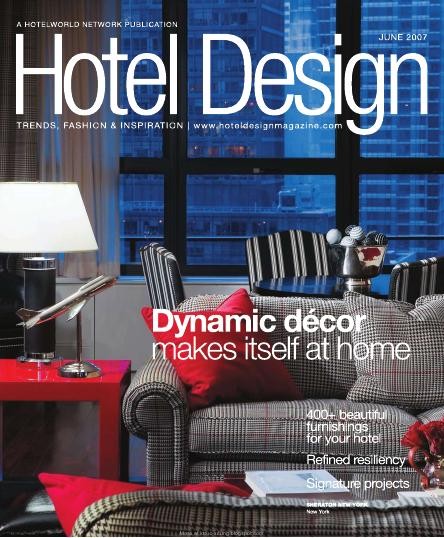 A HOTELWORLD NETWORK PUBLICATION
JUNE 2007
Hotel Design
TRENDS, FASHION & INSPIRATION | www.hoteldesignmagazine.com
Dynamic décor
makes itself at home
400+ beautiful
furnishings
for your hotel
Refined resiliency
Signature projects
SHERATON NEW YORK
New York